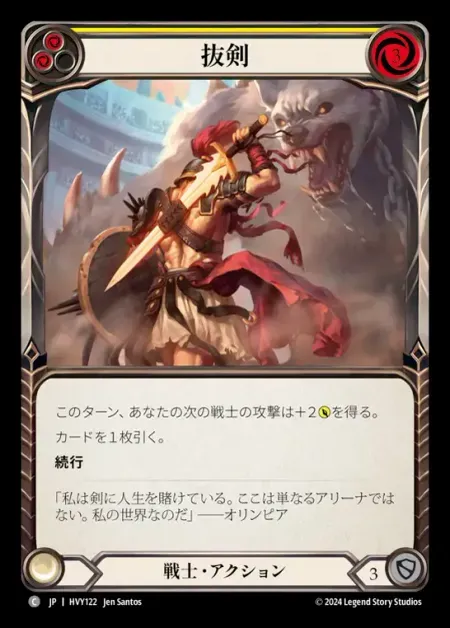 3
抜剣
このターン、あなたの次の戦士の攻撃は＋２を得る。
カードを１枚引く。
続行
「私は剣に人生を賭けている。ここは単なるアリーナでは
ない。私の世界なのだ」──オリンピア
戦士・アクション
3
C JP | HVY122 Jen Santos
© 2024 Legend Story Studios